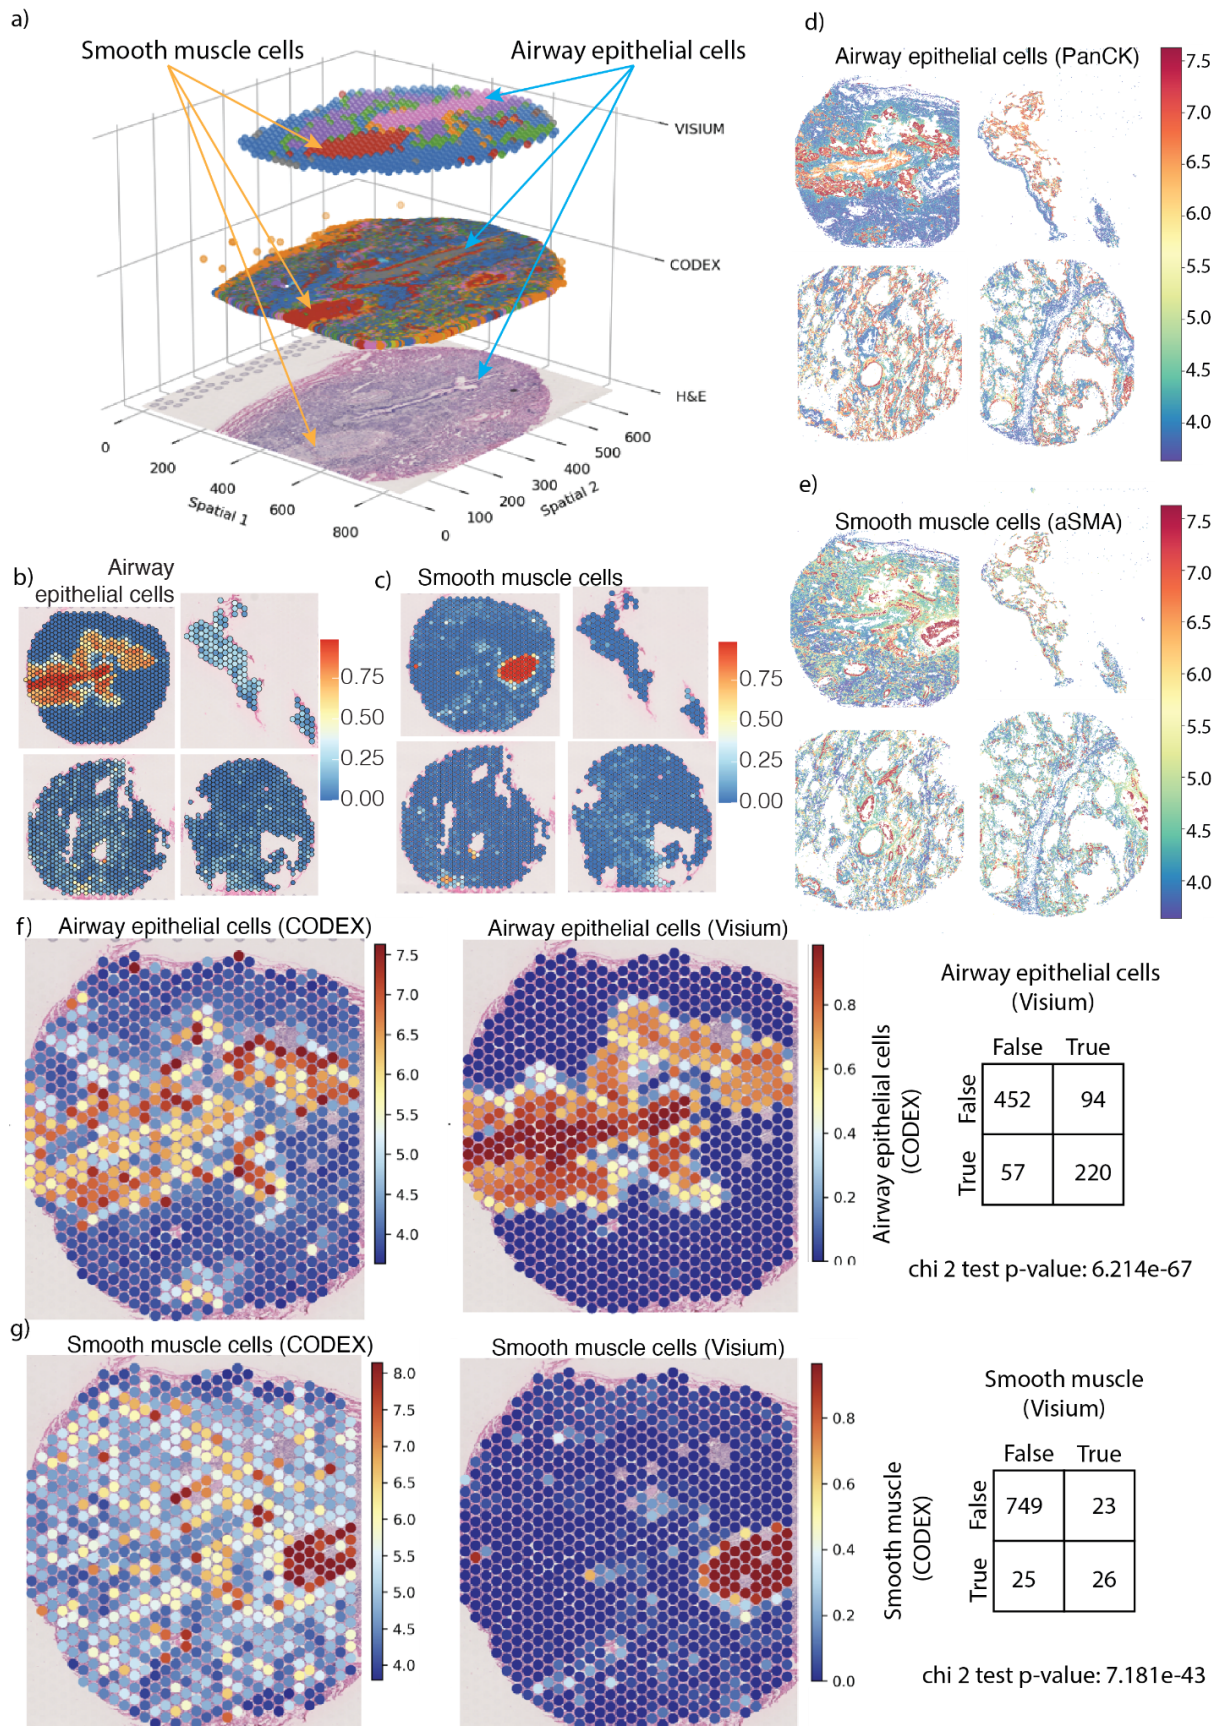 a)
Smooth muscle cells
Airway epithelial cells
VISIUM
CODEX
H&E
0
200
400
600
800
Spatial 1
0
100
200
300
400
500
600
Spatial 2
b)
Airway
epithelial cells
0.75
0.50
0.25
0.00
c)
Smooth muscle cells
0.75
0.50
0.25
0.00
d)
Airway epithelial cells (PanCK)
7.5
7.0
6.5
6.0
5.5
5.0
4.5
4.0
e)
Smooth muscle cells (aSMA)
7.5
7.0
6.5
6.0
5.5
5.0
4.5
4.0
f)
Airway epithelial cells (CODEX)
7.5
7.0
6.5
6.0
5.5
5.0
4.5
4.0
Airway epithelial cells (Visium)
0.8
0.6
0.4
0.2
0.0
Airway epithelial cells
(Visium)
False True
Airway epithelial cells
(CODEX)
False
452 94
True
57 220
chi 2 test p-value: 6.214e-67
g)
Smooth muscle cells (CODEX)
8.0
7.5
7.0
6.5
6.0
5.5
5.0
4.5
4.0
Smooth muscle cells (Visium)
0.8
0.6
0.4
0.2
0.0
Smooth muscle
(Visium)
False True
Smooth muscle
(CODEX)
False
749 23
True
25 26
chi 2 test p-value: 7.181e-43